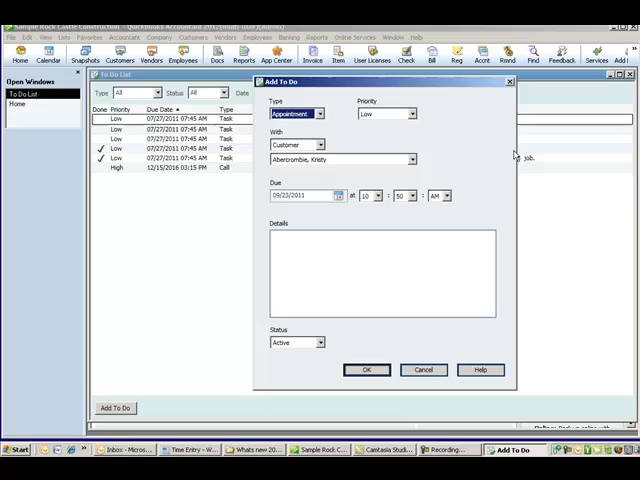 File Edit View Lists Favorites Accountant Company Customers Vendors Employees Banking Reports Online Services Window Help
Home Calendar Snapshots Customers Vendors Employees Docs Reports App Center Invoice Item User Licenses Check Bill Reg Accnt Rmnd Find Feedback Services Add
Open Windows
To Do List
Home
To Do List
Type All Status All Date
Done Priority Due Date Type
Low 07/27/2011 07:45 AM Task
Low 07/27/2011 07:45 AM Task
Low 07/27/2011 07:45 AM Task
Low 07/27/2011 07:45 AM Task
Low 07/27/2011 07:45 AM Task
High 12/15/2016 03:15 PM Call
job.
Add To Do
Add To Do
Type Priority
Appointment Low
With
Customer
Abercrombie, Kristy
Due
09/23/2011 at 10 : 50 : AM
Details
Status
Active
OK Cancel Help
Start Inbox - Micros... Time Entry - W... Whats new 20... Sample Rock C... Camtasia Studi... Recording... Add To Do